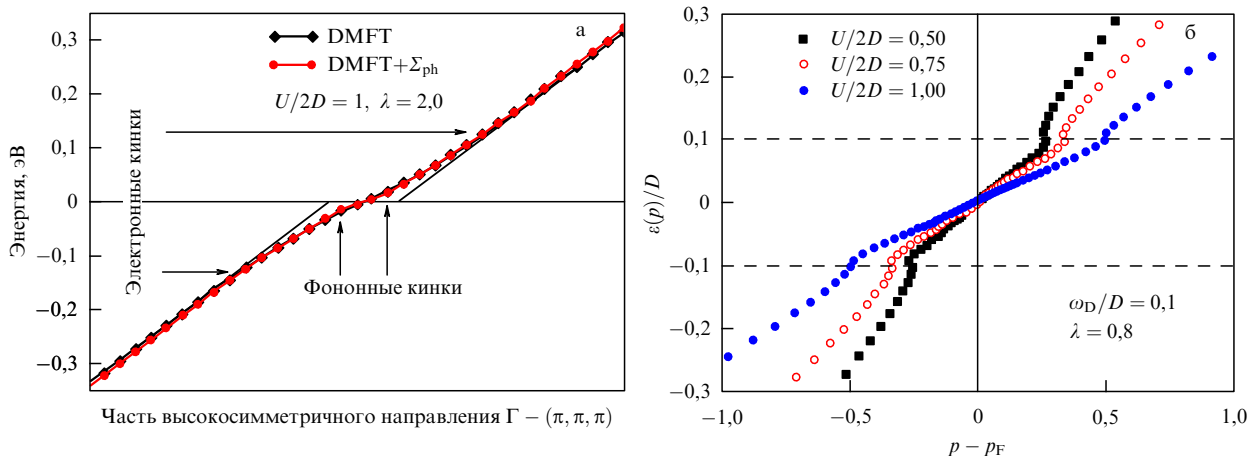 а
DMFT
DMFT+Σph
U/2D = 1, λ = 2,0
Электронные кинки
Фононные кинки
Энергия, эВ
0,3
0,2
0,1
0
−0,1
−0,2
−0,3
Часть высокосимметричного направления Γ − (π, π, π)
б
U/2D = 0,50
U/2D = 0,75
U/2D = 1,00
ωD/D = 0,1
λ = 0,8
ε(p)/D
0,3
0,2
0,1
0
−0,1
−0,2
−0,3
−1,0 −0,5 0 0,5 1,0
p − pF